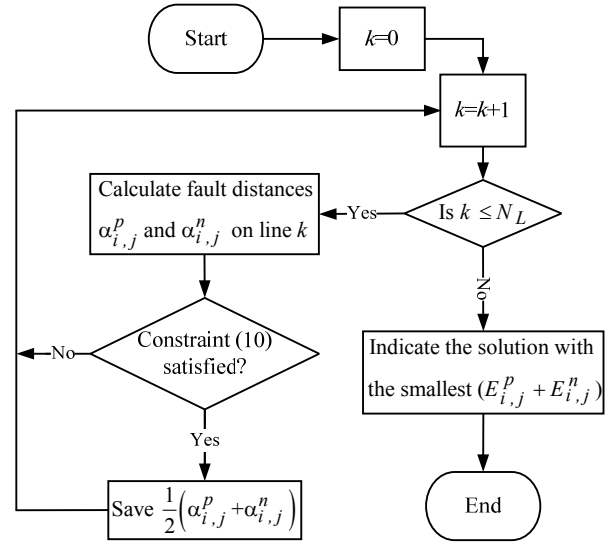 Start
k=0
k=k+1
Is k ≤ N_L
Yes
Calculate fault distances
α^p_{i,j} and α^n_{i,j} on line k
No
Constraint (10)
satisfied?
No
Indicate the solution with
the smallest (E^p_{i,j} + E^n_{i,j})
Yes
Save 1/2(α^p_{i,j}+α^n_{i,j})
End